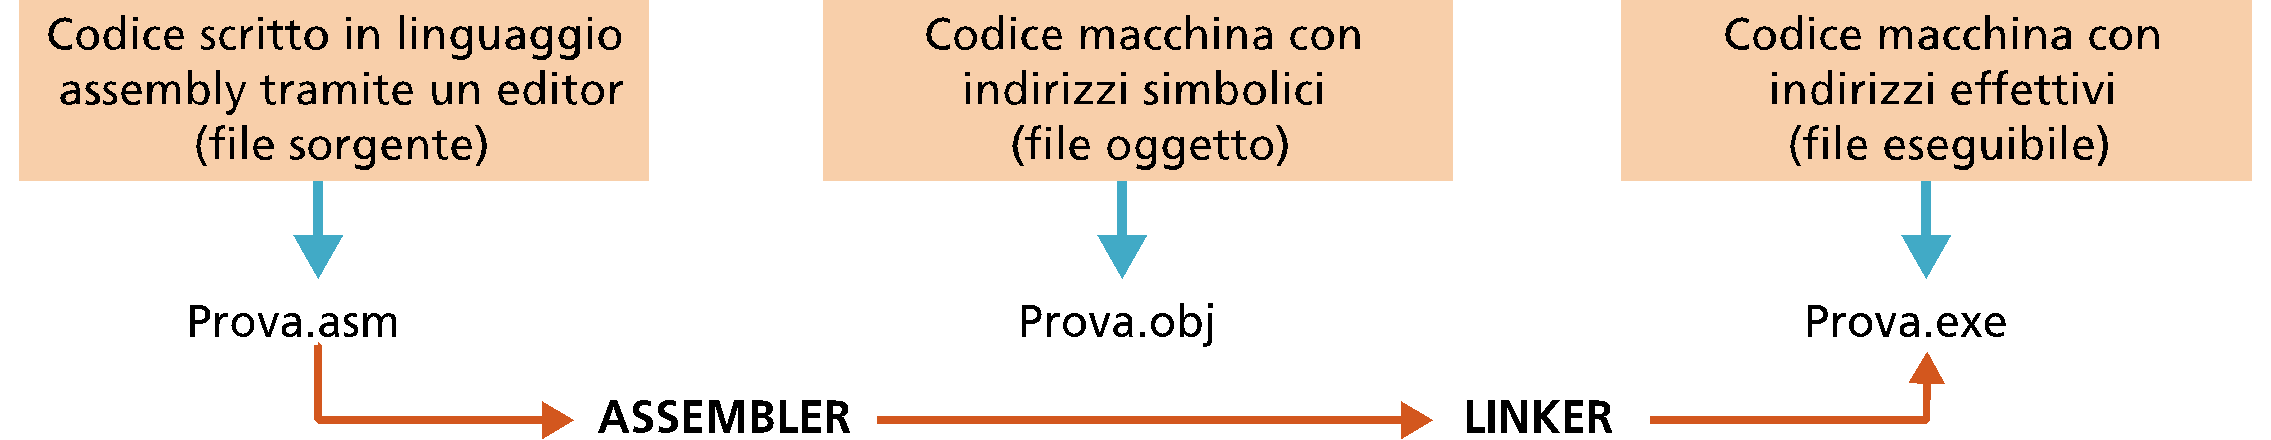 Codice scritto in linguaggio
assembly tramite un editor
(file sorgente)
Codice macchina con
indirizzi simbolici
(file oggetto)
Codice macchina con
indirizzi effettivi
(file eseguibile)
Prova.asm
Prova.obj
Prova.exe
ASSEMBLER
LINKER